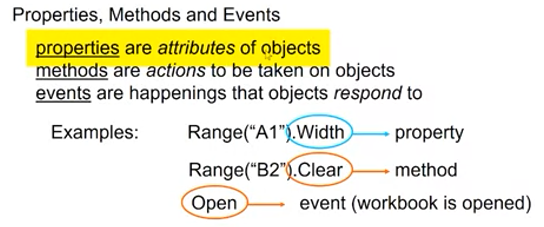 Properties, Methods and Events
properties are attributes of objects
methods are actions to be taken on objects
events are happenings that objects respond to
Examples: Range(“A1”).Width property
Range(“B2”).Clear method
Open event (workbook is opened)